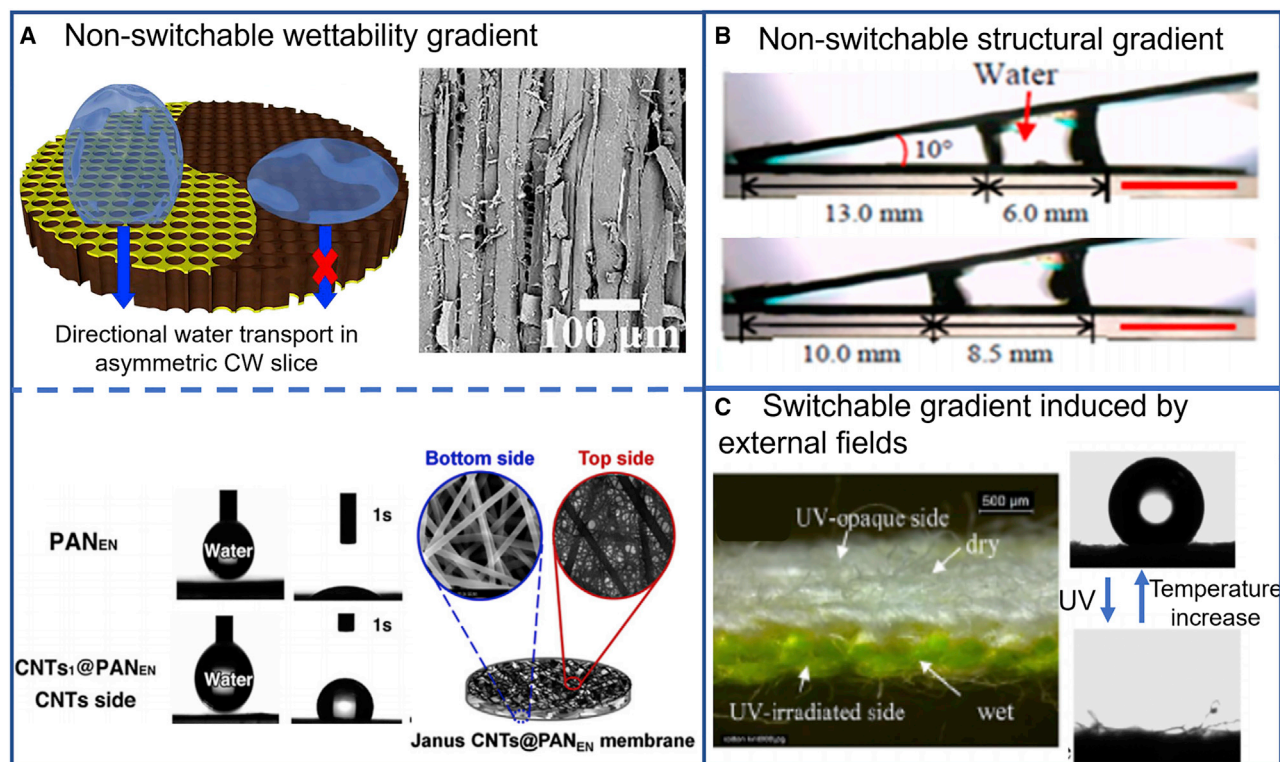 A Non-switchable wettability gradient
Directional water transport in
asymmetric CW slice
100 μm
PANEN
Water
1s
CNTs1@PANEN
CNTs side
Water
1s
Bottom side
Top side
Janus CNTs@PANEN membrane
B Non-switchable structural gradient
Water
10°
13.0 mm
6.0 mm
10.0 mm
8.5 mm
C Switchable gradient induced by
external fields
500 μm
UV-opaque side
dry
UV-irradiated side
wet
UV
Temperature
increase